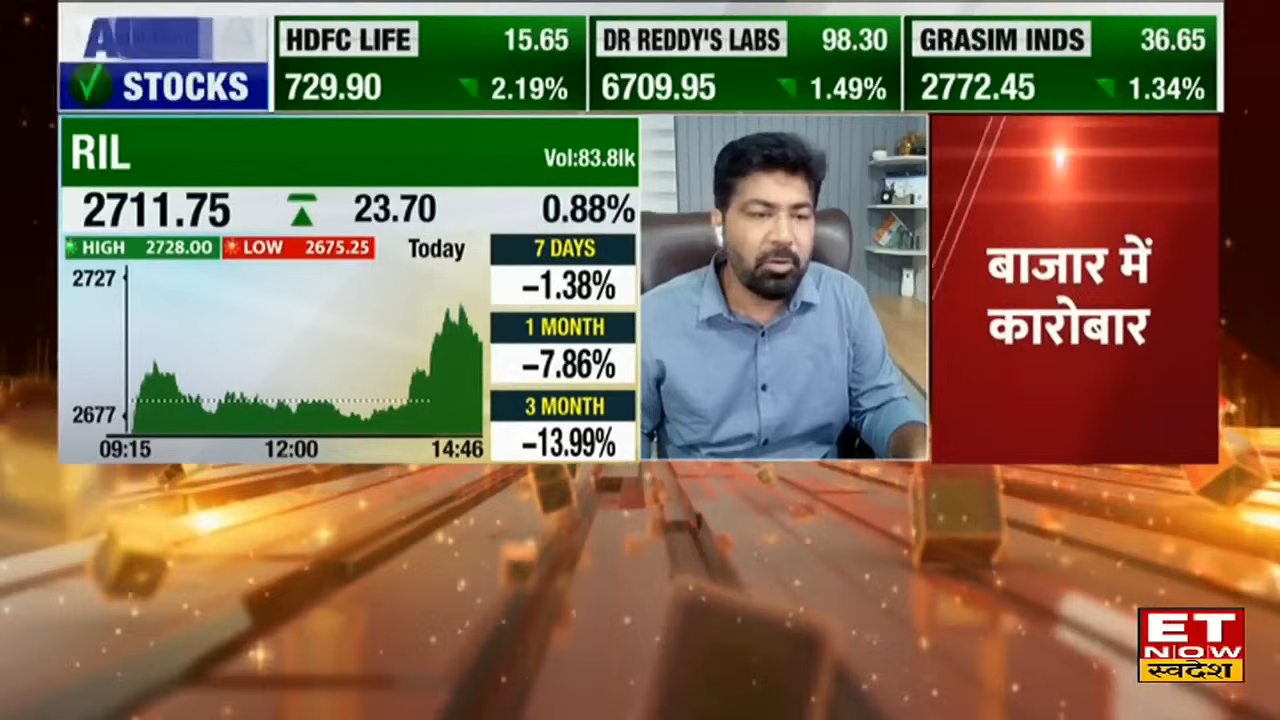 STOCKS
HDFC LIFE 15.65
729.90 2.19%
DR REDDY'S LABS 98.30
6709.95 1.49%
GRASIM INDS 36.65
2772.45 1.34%
RIL
Vol:83.8lk
2711.75 23.70 0.88%
HIGH 2728.00 LOW 2675.25 Today
2727
2677
09:15 12:00 14:46
7 DAYS
−1.38%
1 MONTH
−7.86%
3 MONTH
−13.99%
बाजार में
कारोबार
ET
NOW
स्वदेश